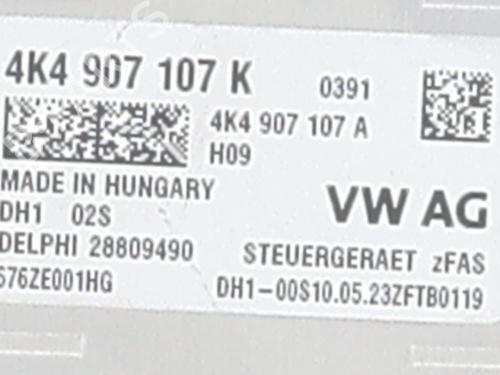 4K4 907 107 K
0391
4K4 907 107 A
H09
MADE IN HUNGARY
VW AG
DH1 02S
DELPHI 28809490
STEUERGERAET zFAS
576ZE001HG
DH1-00S10.05.23ZFTB0119